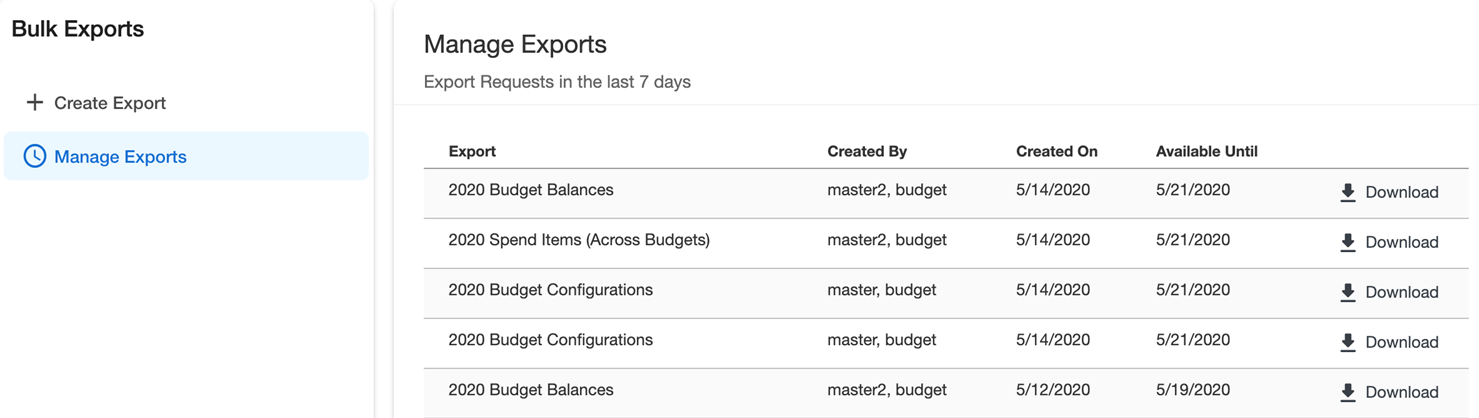 Bulk Exports
Create Export
Manage Exports
Manage Exports
Export Requests in the last 7 days
Export Created By Created On Available Until
2020 Budget Balances master2, budget 5/14/2020 5/21/2020 Download
2020 Spend Items (Across Budgets) master2, budget 5/14/2020 5/21/2020 Download
2020 Budget Configurations master, budget 5/14/2020 5/21/2020 Download
2020 Budget Configurations master, budget 5/14/2020 5/21/2020 Download
2020 Budget Balances master2, budget 5/12/2020 5/19/2020 Download